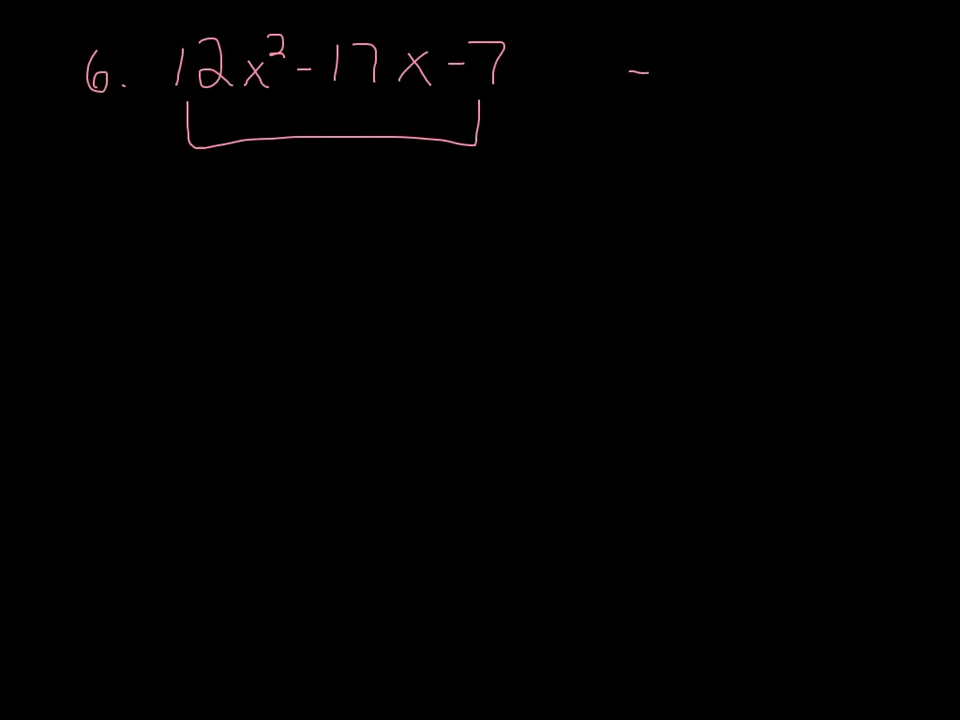 6. 12x² - 17x - 7 -